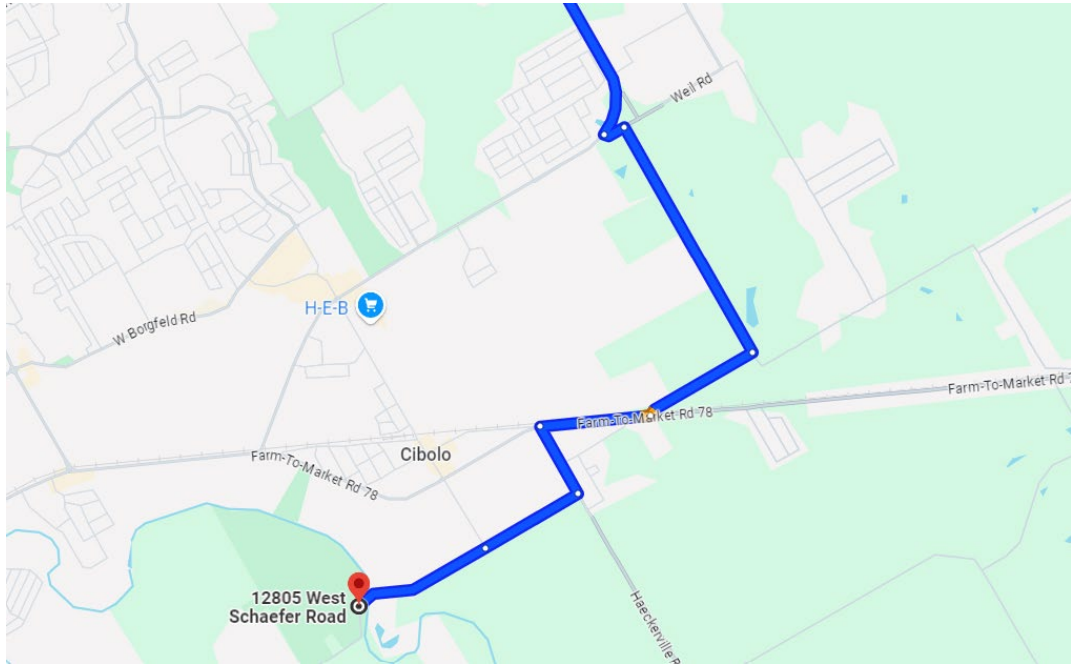 Weil Rd
H-E-B
W Borgfeld Rd
Farm-To-Market Rd 7
Farm-To-Market Rd 78
Cibolo
Farm-To-Market Rd 78
12805 West
Schaefer Road
Haeckerville R